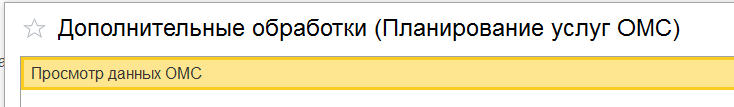 Дополнительные обработки (Планирование услуг ОМС)
Просмотр данных ОМС